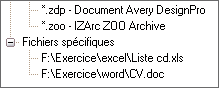 *.zdp - Document Avery DesignPro
*.zoo - IZArc ZOO Archive
Fichiers spécifiques
F:\Exercice\excel\Liste cd.xls
F:\Exercice\word\CV.doc